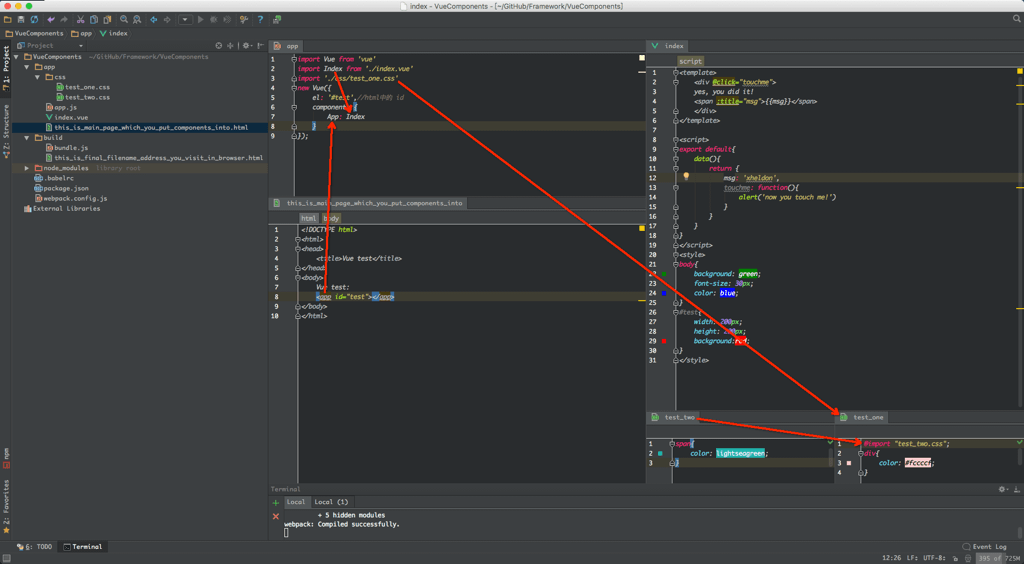 index - VueComponents - [~/GitHub/Framework/VueComponents]
VueComponents
app
index
1: Project
Z: Structure
npm
2: Favorites
Project
VueComponents ~/GitHub/Framework/VueComponents
app
css
test_one.css
test_two.css
app.js
index.vue
this_is_main_page_which_you_put_components_into.html
build
bundle.js
this_is_final_filename_address_you_visit_in_browser.html
node_modules library root
.babelrc
package.json
webpack.config.js
External Libraries
app
1 import Vue from 'vue'
2 import Index from './index.vue'
3 import './css/test_one.css'
4 new Vue({
5 el: '#test',//html中的 id
6 components: {
7 App: Index
8 }
9 });
this_is_main_page_which_you_put_components_into
html body
1 <!DOCTYPE html>
2 <html>
3 <head>
4 <title>Vue test</title>
5 </head>
6 <body>
7 Vue test:
8 <app id="test"></app>
9 </body>
10 </html>
index
script
1 <template>
2 <div @click="touchme">
3 yes, you did it!
4 <span :title="msg">{{msg}}</span>
5 </div>
6 </template>
7
8 <script>
9 export default{
10 data(){
11 return {
12 msg: 'xheldon',
13 touchme: function(){
14 alert('now you touch me!')
15 }
16 }
17 }
18 }
19 </script>
20 <style>
21 body{
22 background: green;
23 font-size: 30px;
24 color: blue;
25 }
26 #test{
27 width: 200px;
28 height: 200px;
29 background:red;
30 }
31 </style>
test_two
1 span{
2 color: lightseagreen;
3 }
test_one
1 #import "test_two.css";
2 div{
3 color: #fccccf;
4 }
Terminal
Local Local (1)
+ 5 hidden modules
webpack: Compiled successfully.
6: TODO
Terminal
Event Log
12:26 LF: UTF-8: 395 of 725M